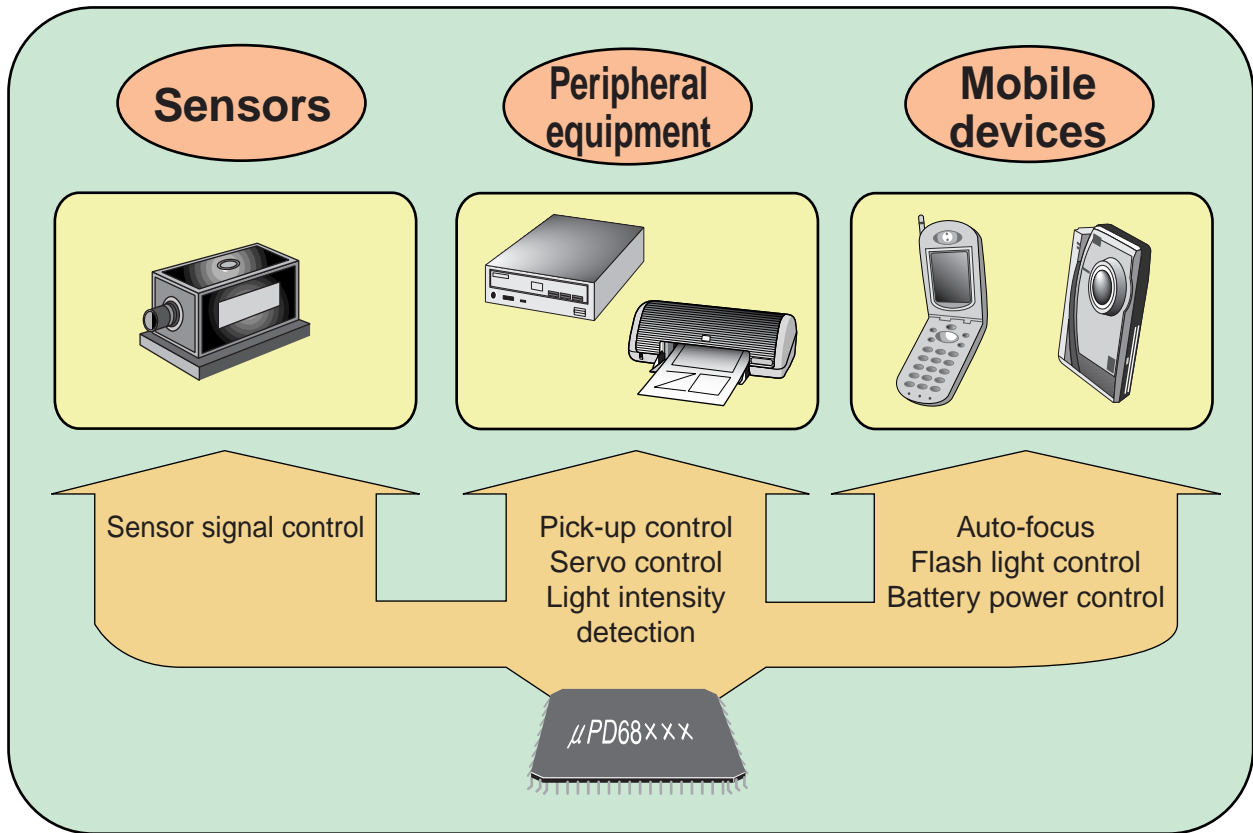 Sensors
Peripheral
equipment
Mobile
devices
Sensor signal control
Pick-up control
Servo control
Light intensity
detection
Auto-focus
Flash light control
Battery power control
μPD68×××